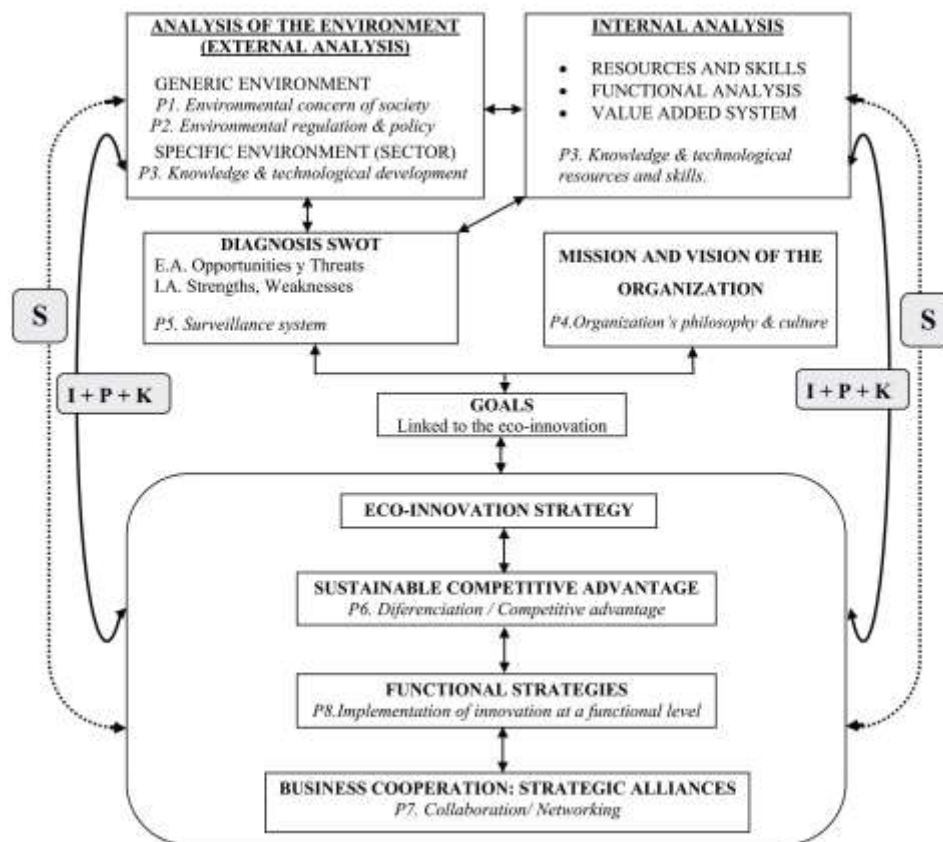 ANALYSIS OF THE ENVIRONMENT
(EXTERNAL ANALYSIS)
GENERIC ENVIRONMENT
P1. Environmental concern of society
P2. Environmental regulation & policy
SPECIFIC ENVIRONMENT (SECTOR)
P3. Knowledge & technological development
INTERNAL ANALYSIS
• RESOURCES AND SKILLS
• FUNCTIONAL ANALYSIS
• VALUE ADDED SYSTEM
P3. Knowledge & technological
resources and skills.
DIAGNOSIS SWOT
E.A. Opportunities y Threats
I.A. Strengths, Weaknesses
P5. Surveillance system
MISSION AND VISION OF THE
ORGANIZATION
P4.Organization's philosophy & culture
S
S
I + P + K
I + P + K
GOALS
Linked to the eco-innovation
ECO-INNOVATION STRATEGY
SUSTAINABLE COMPETITIVE ADVANTAGE
P6. Diferenciation / Competitive advantage
FUNCTIONAL STRATEGIES
P8.Implementation of innovation at a functional level
BUSINESS COOPERATION: STRATEGIC ALLIANCES
P7. Collaboration/ Networking